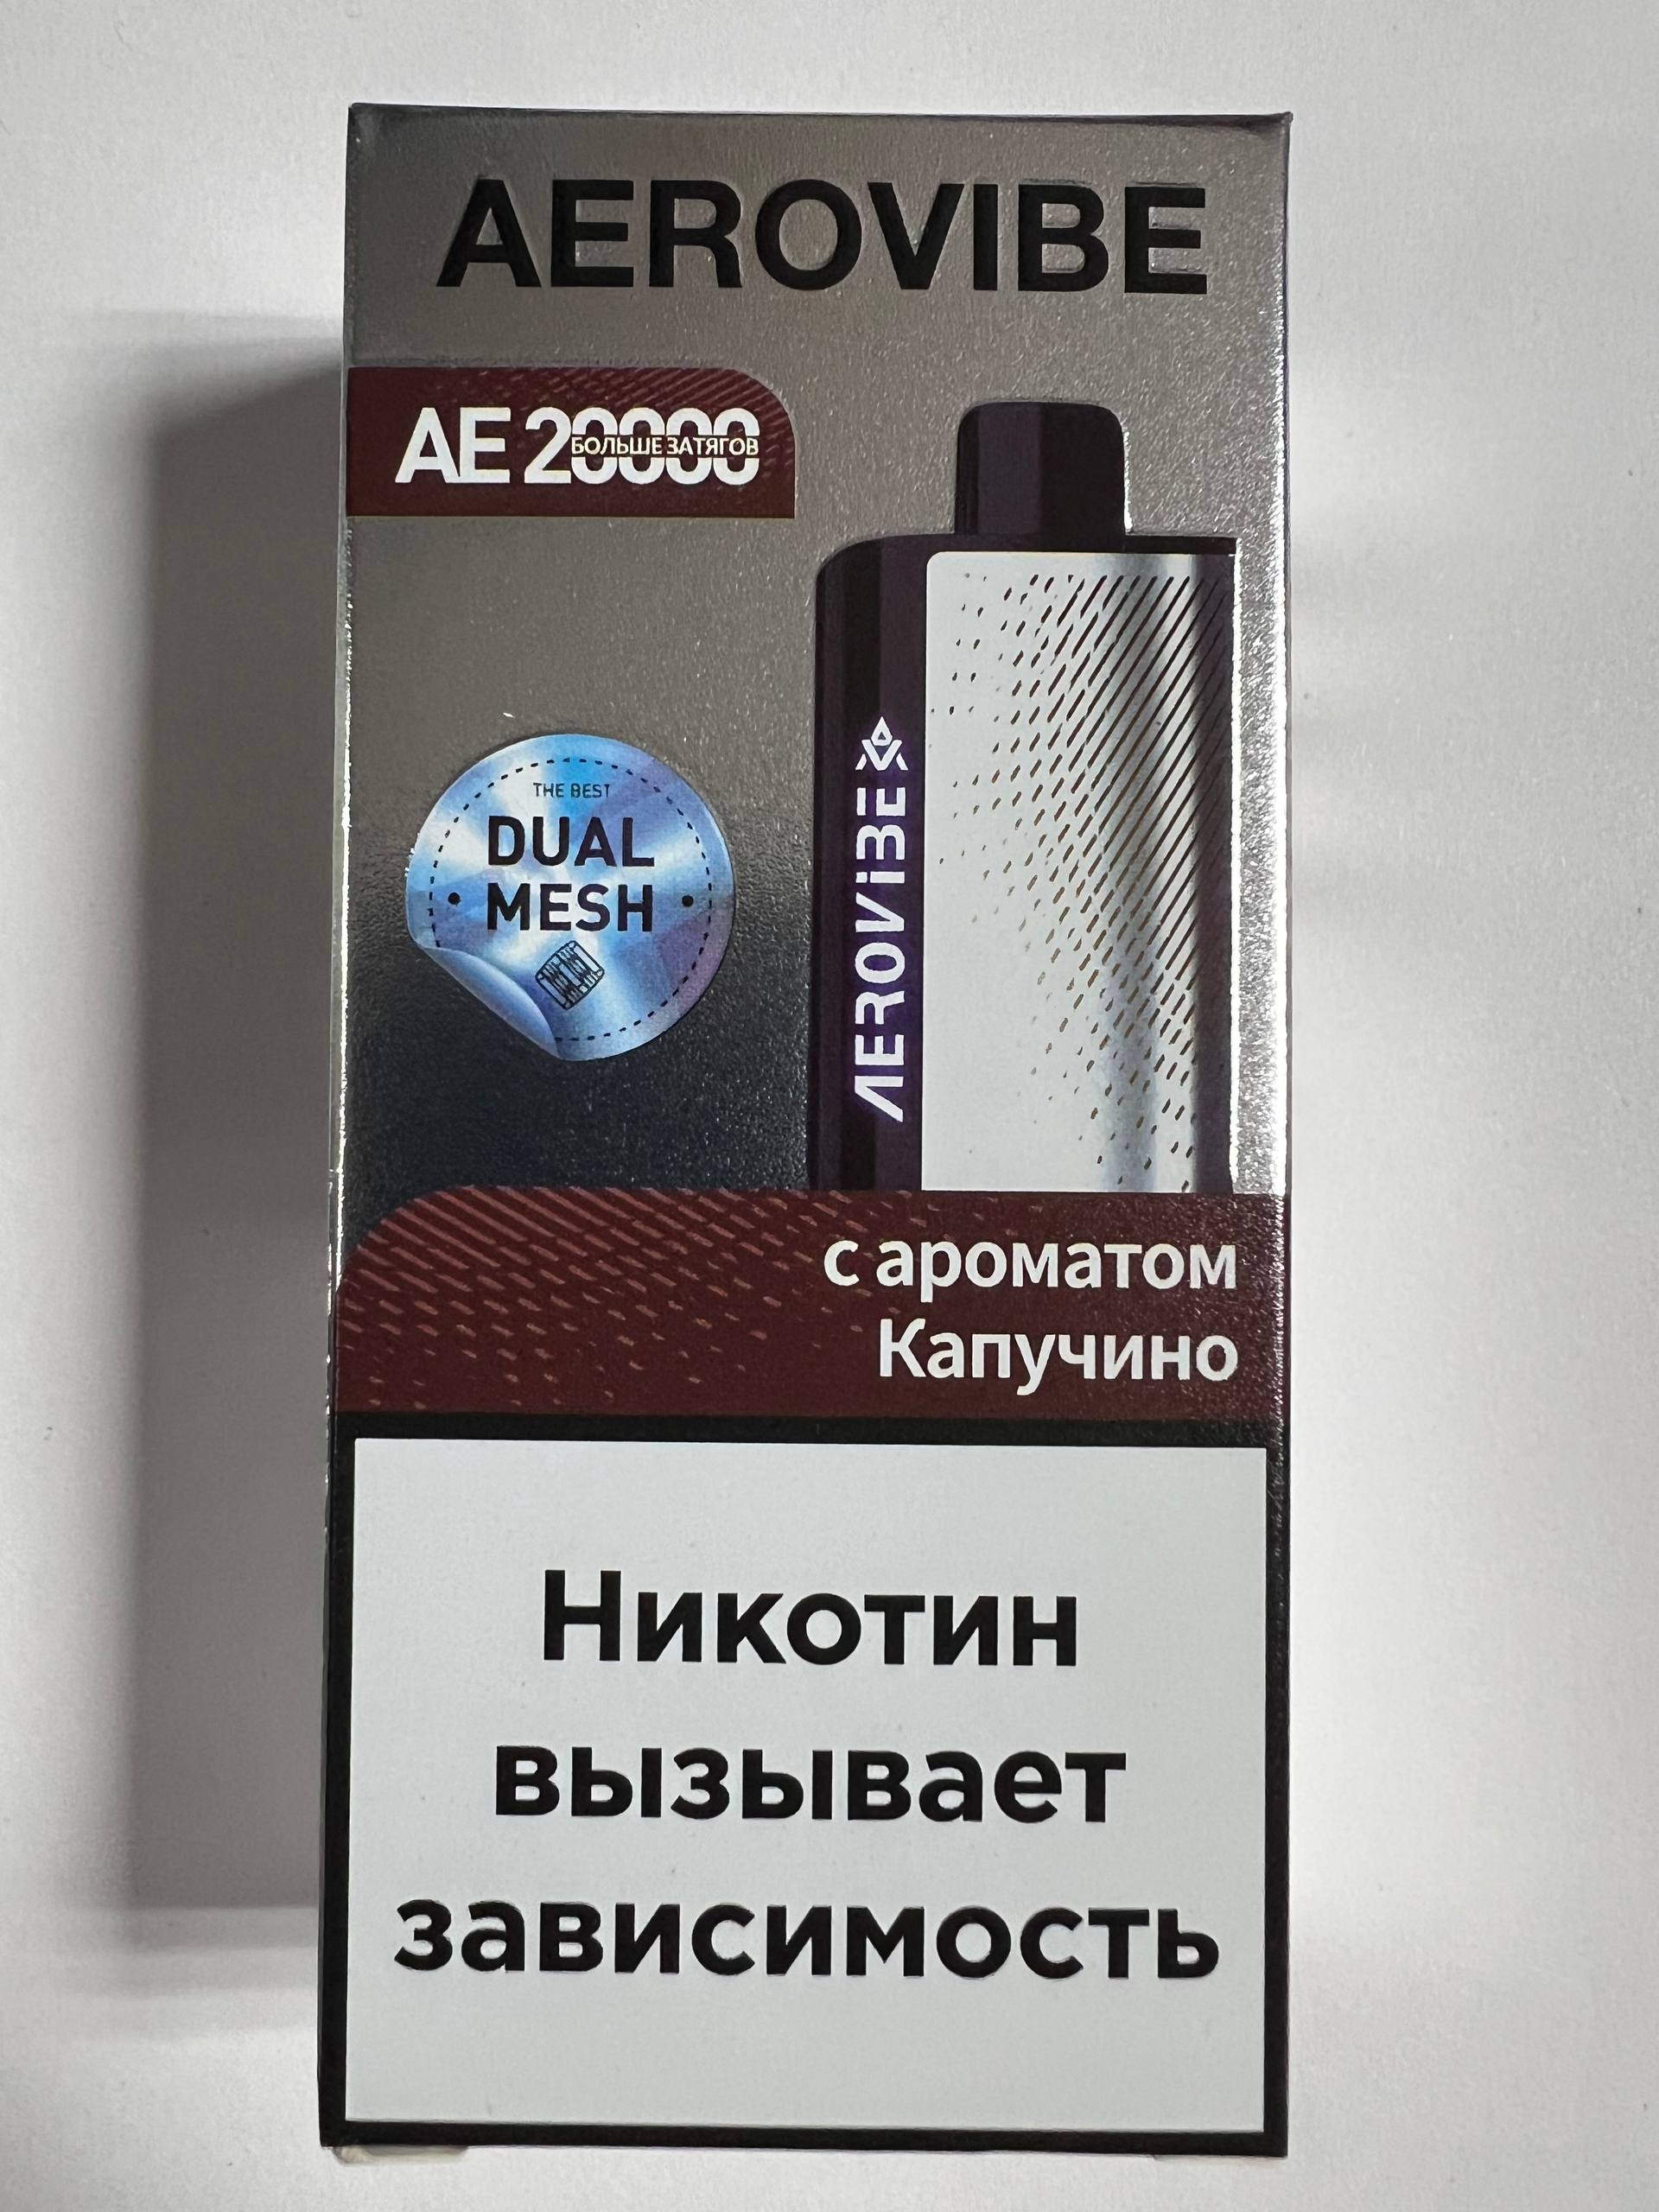 AEROVIBE
AE 20000
БОЛЬШЕ ЗАТЯГОВ
THE BEST
DUAL
MESH
AEROViBE
с ароматом
Капучино
Никотин
вызывает
зависимость